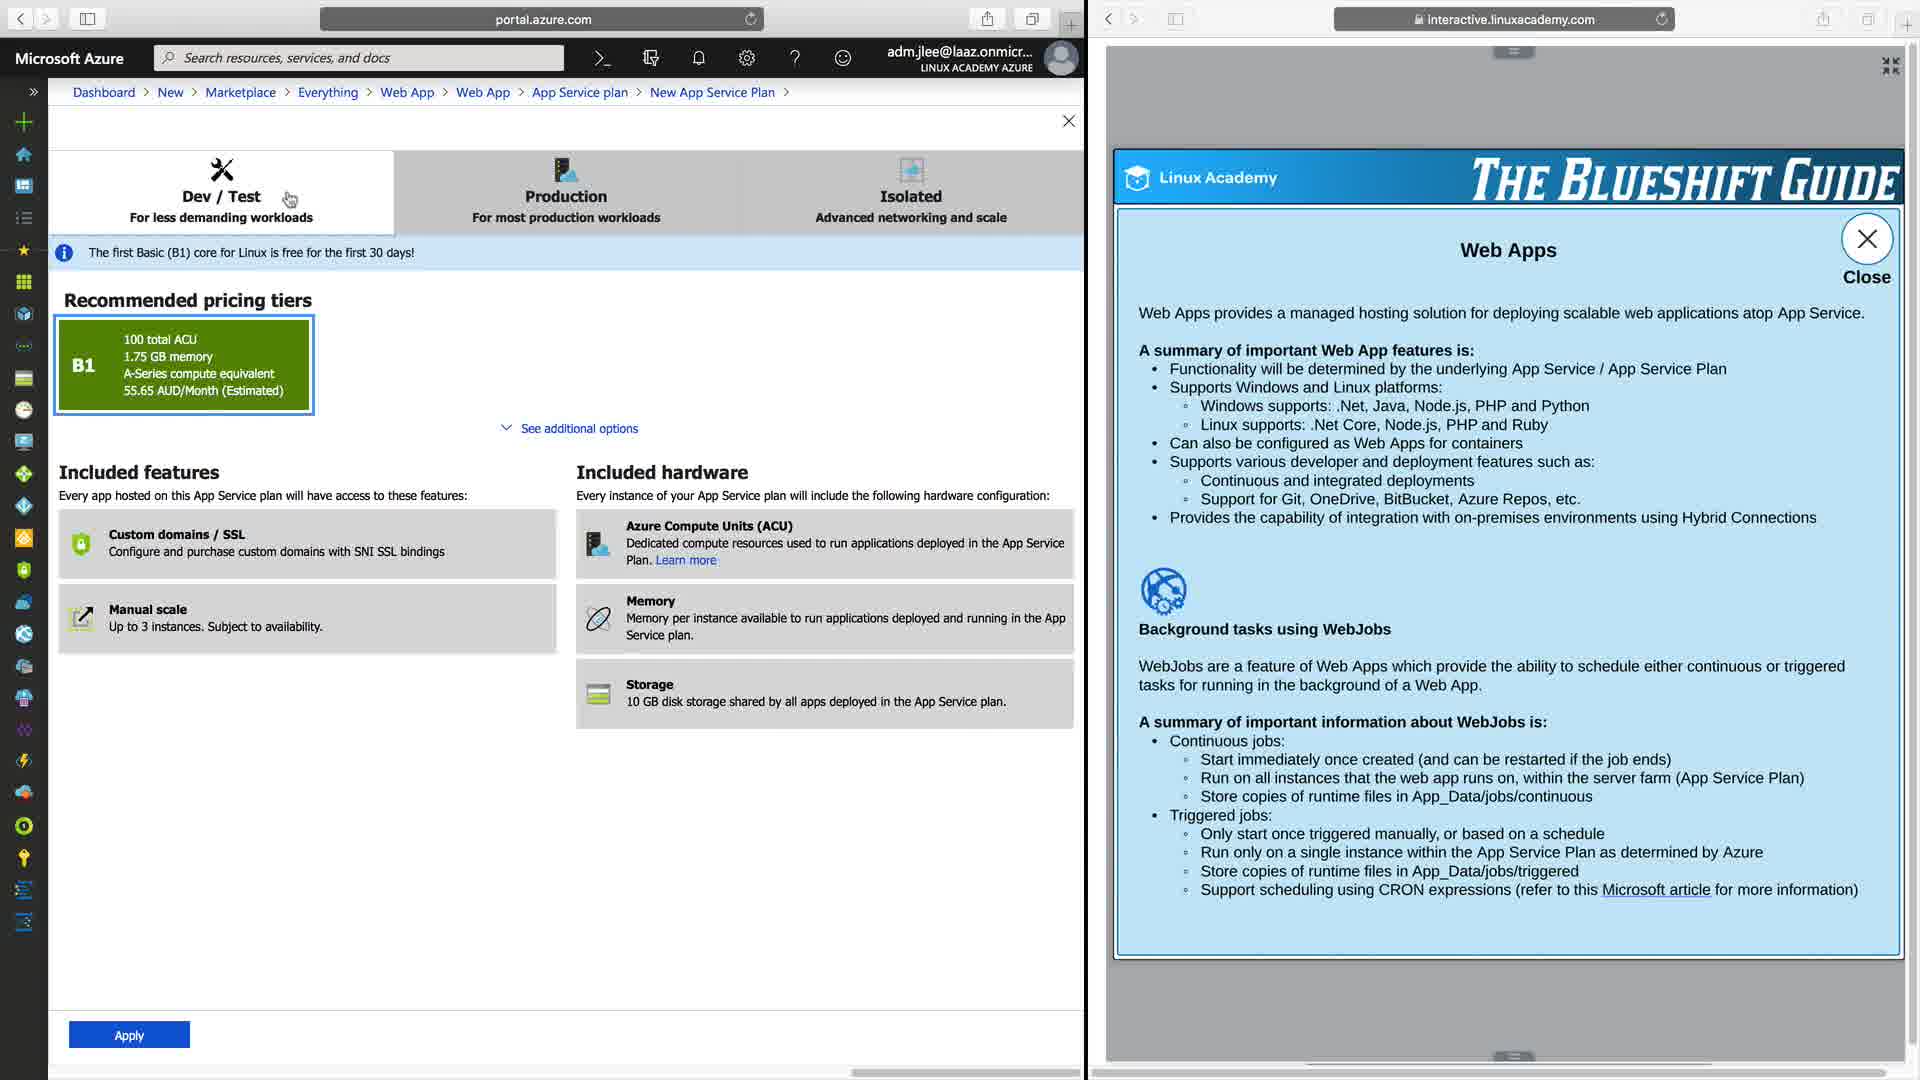 portal.azure.com
Microsoft Azure
Search resources, services, and docs
adm.jlee@laaz.onmicr...
LINUX ACADEMY AZURE
Dashboard > New > Marketplace > Everything > Web App > Web App > App Service plan > New App Service Plan >
Dev / Test
For less demanding workloads
Production
For most production workloads
Isolated
Advanced networking and scale
The first Basic (B1) core for Linux is free for the first 30 days!
Recommended pricing tiers
B1
100 total ACU
1.75 GB memory
A-Series compute equivalent
55.65 AUD/Month (Estimated)
See additional options
Included features
Every app hosted on this App Service plan will have access to these features:
Custom domains / SSL
Configure and purchase custom domains with SNI SSL bindings
Manual scale
Up to 3 instances. Subject to availability.
Included hardware
Every instance of your App Service plan will include the following hardware configuration:
Azure Compute Units (ACU)
Dedicated compute resources used to run applications deployed in the App Service
Plan. Learn more
Memory
Memory per instance available to run applications deployed and running in the App
Service plan.
Storage
10 GB disk storage shared by all apps deployed in the App Service plan.
Apply
interactive.linuxacademy.com
Linux Academy
THE BLUESHIFT GUIDE
Web Apps
Close
Web Apps provides a managed hosting solution for deploying scalable web applications atop App Service.
A summary of important Web App features is:
• Functionality will be determined by the underlying App Service / App Service Plan
• Supports Windows and Linux platforms:
◦ Windows supports: .Net, Java, Node.js, PHP and Python
◦ Linux supports: .Net Core, Node.js, PHP and Ruby
• Can also be configured as Web Apps for containers
• Supports various developer and deployment features such as:
◦ Continuous and integrated deployments
◦ Support for Git, OneDrive, BitBucket, Azure Repos, etc.
• Provides the capability of integration with on-premises environments using Hybrid Connections
Background tasks using WebJobs
WebJobs are a feature of Web Apps which provide the ability to schedule either continuous or triggered
tasks for running in the background of a Web App.
A summary of important information about WebJobs is:
• Continuous jobs:
◦ Start immediately once created (and can be restarted if the job ends)
◦ Run on all instances that the web app runs on, within the server farm (App Service Plan)
◦ Store copies of runtime files in App_Data/jobs/continuous
• Triggered jobs:
◦ Only start once triggered manually, or based on a schedule
◦ Run only on a single instance within the App Service Plan as determined by Azure
◦ Store copies of runtime files in App_Data/jobs/triggered
◦ Support scheduling using CRON expressions (refer to this Microsoft article for more information)